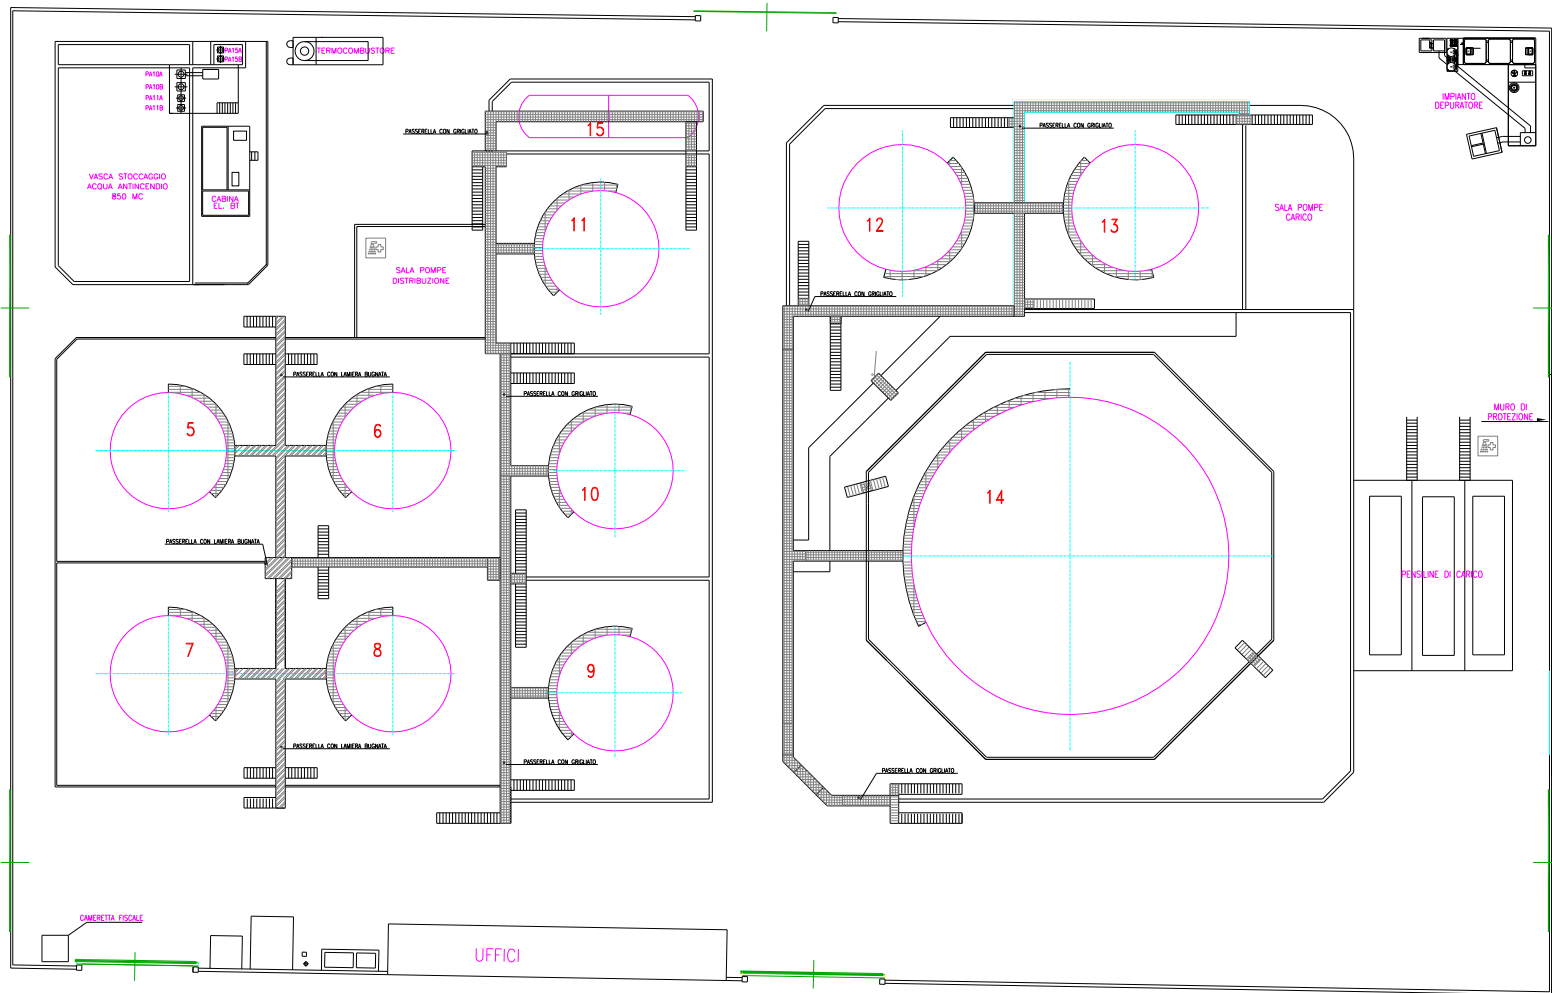 PA15A
PA15B
TERMOCOMBUSTORE
PA10A
PA10B
PA11A
PA11B
IMPIANTO
DEPURATORE
PASSERELLA CON GRIGLIATO
15
PASSERELLA CON GRIGLIATO
VASCA STOCCAGGIO
ACQUA ANTINCENDIO
850 MC
CABINA
EL. BT
11
12
13
SALA POMPE
CARICO
SALA POMPE
DISTRIBUZIONE
PASSERELLA CON GRIGLIATO
PASSERELLA CON LAMIERA BUGNATA
PASSERELLA CON GRIGLIATO
MURO DI
PROTEZIONE
5
6
10
14
PASSERELLA CON LAMIERA BUGNATA
PENSILINE DI CARICO
7
8
9
PASSERELLA CON LAMIERA BUGNATA
PASSERELLA CON GRIGLIATO
PASSERELLA CON GRIGLIATO
CAMERETTA FISCALE
UFFICI